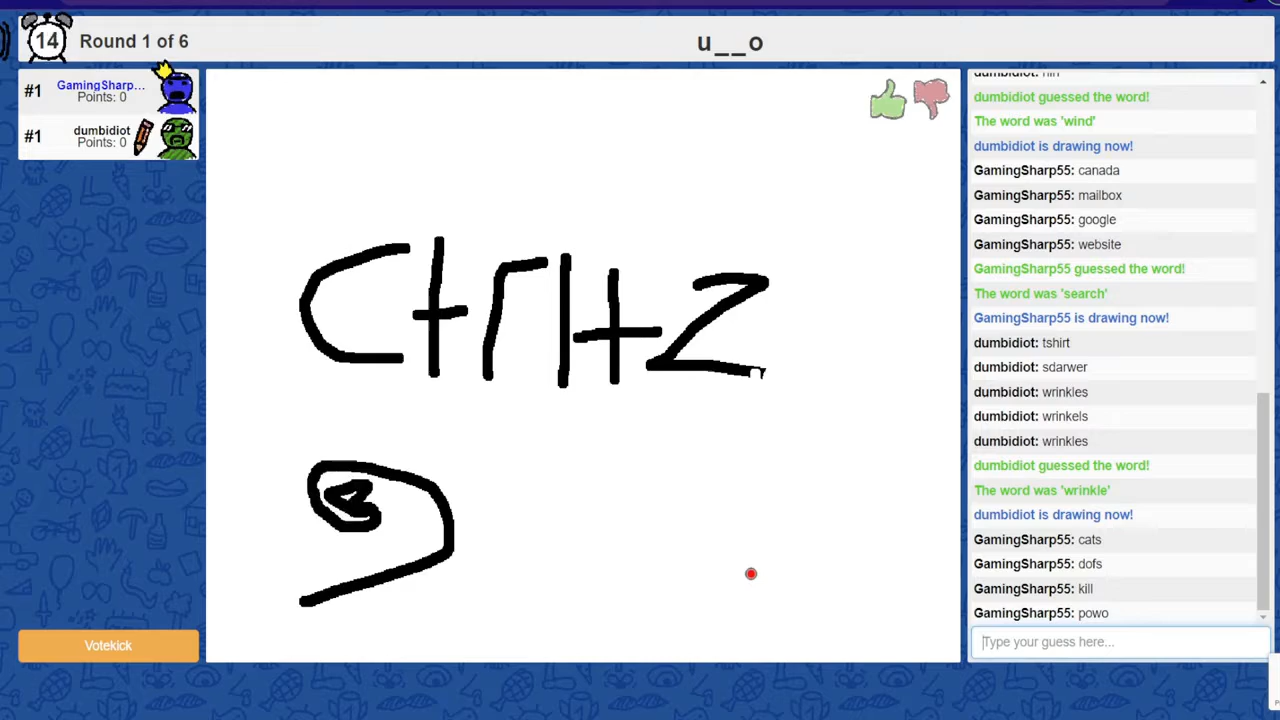 14
Round 1 of 6
u__o
#1
GamingSharp...
Points: 0
#1
dumbidiot
Points: 0
Ctrl+Z
Votekick
dumbidiot guessed the word!
The word was 'wind'
dumbidiot is drawing now!
GamingSharp55: canada
GamingSharp55: mailbox
GamingSharp55: google
GamingSharp55: website
GamingSharp55 guessed the word!
The word was 'search'
GamingSharp55 is drawing now!
dumbidiot: tshirt
dumbidiot: sdarwer
dumbidiot: wrinkles
dumbidiot: wrinkels
dumbidiot: wrinkles
dumbidiot guessed the word!
The word was 'wrinkle'
dumbidiot is drawing now!
GamingSharp55: cats
GamingSharp55: dofs
GamingSharp55: kill
GamingSharp55: powo
Type your guess here...